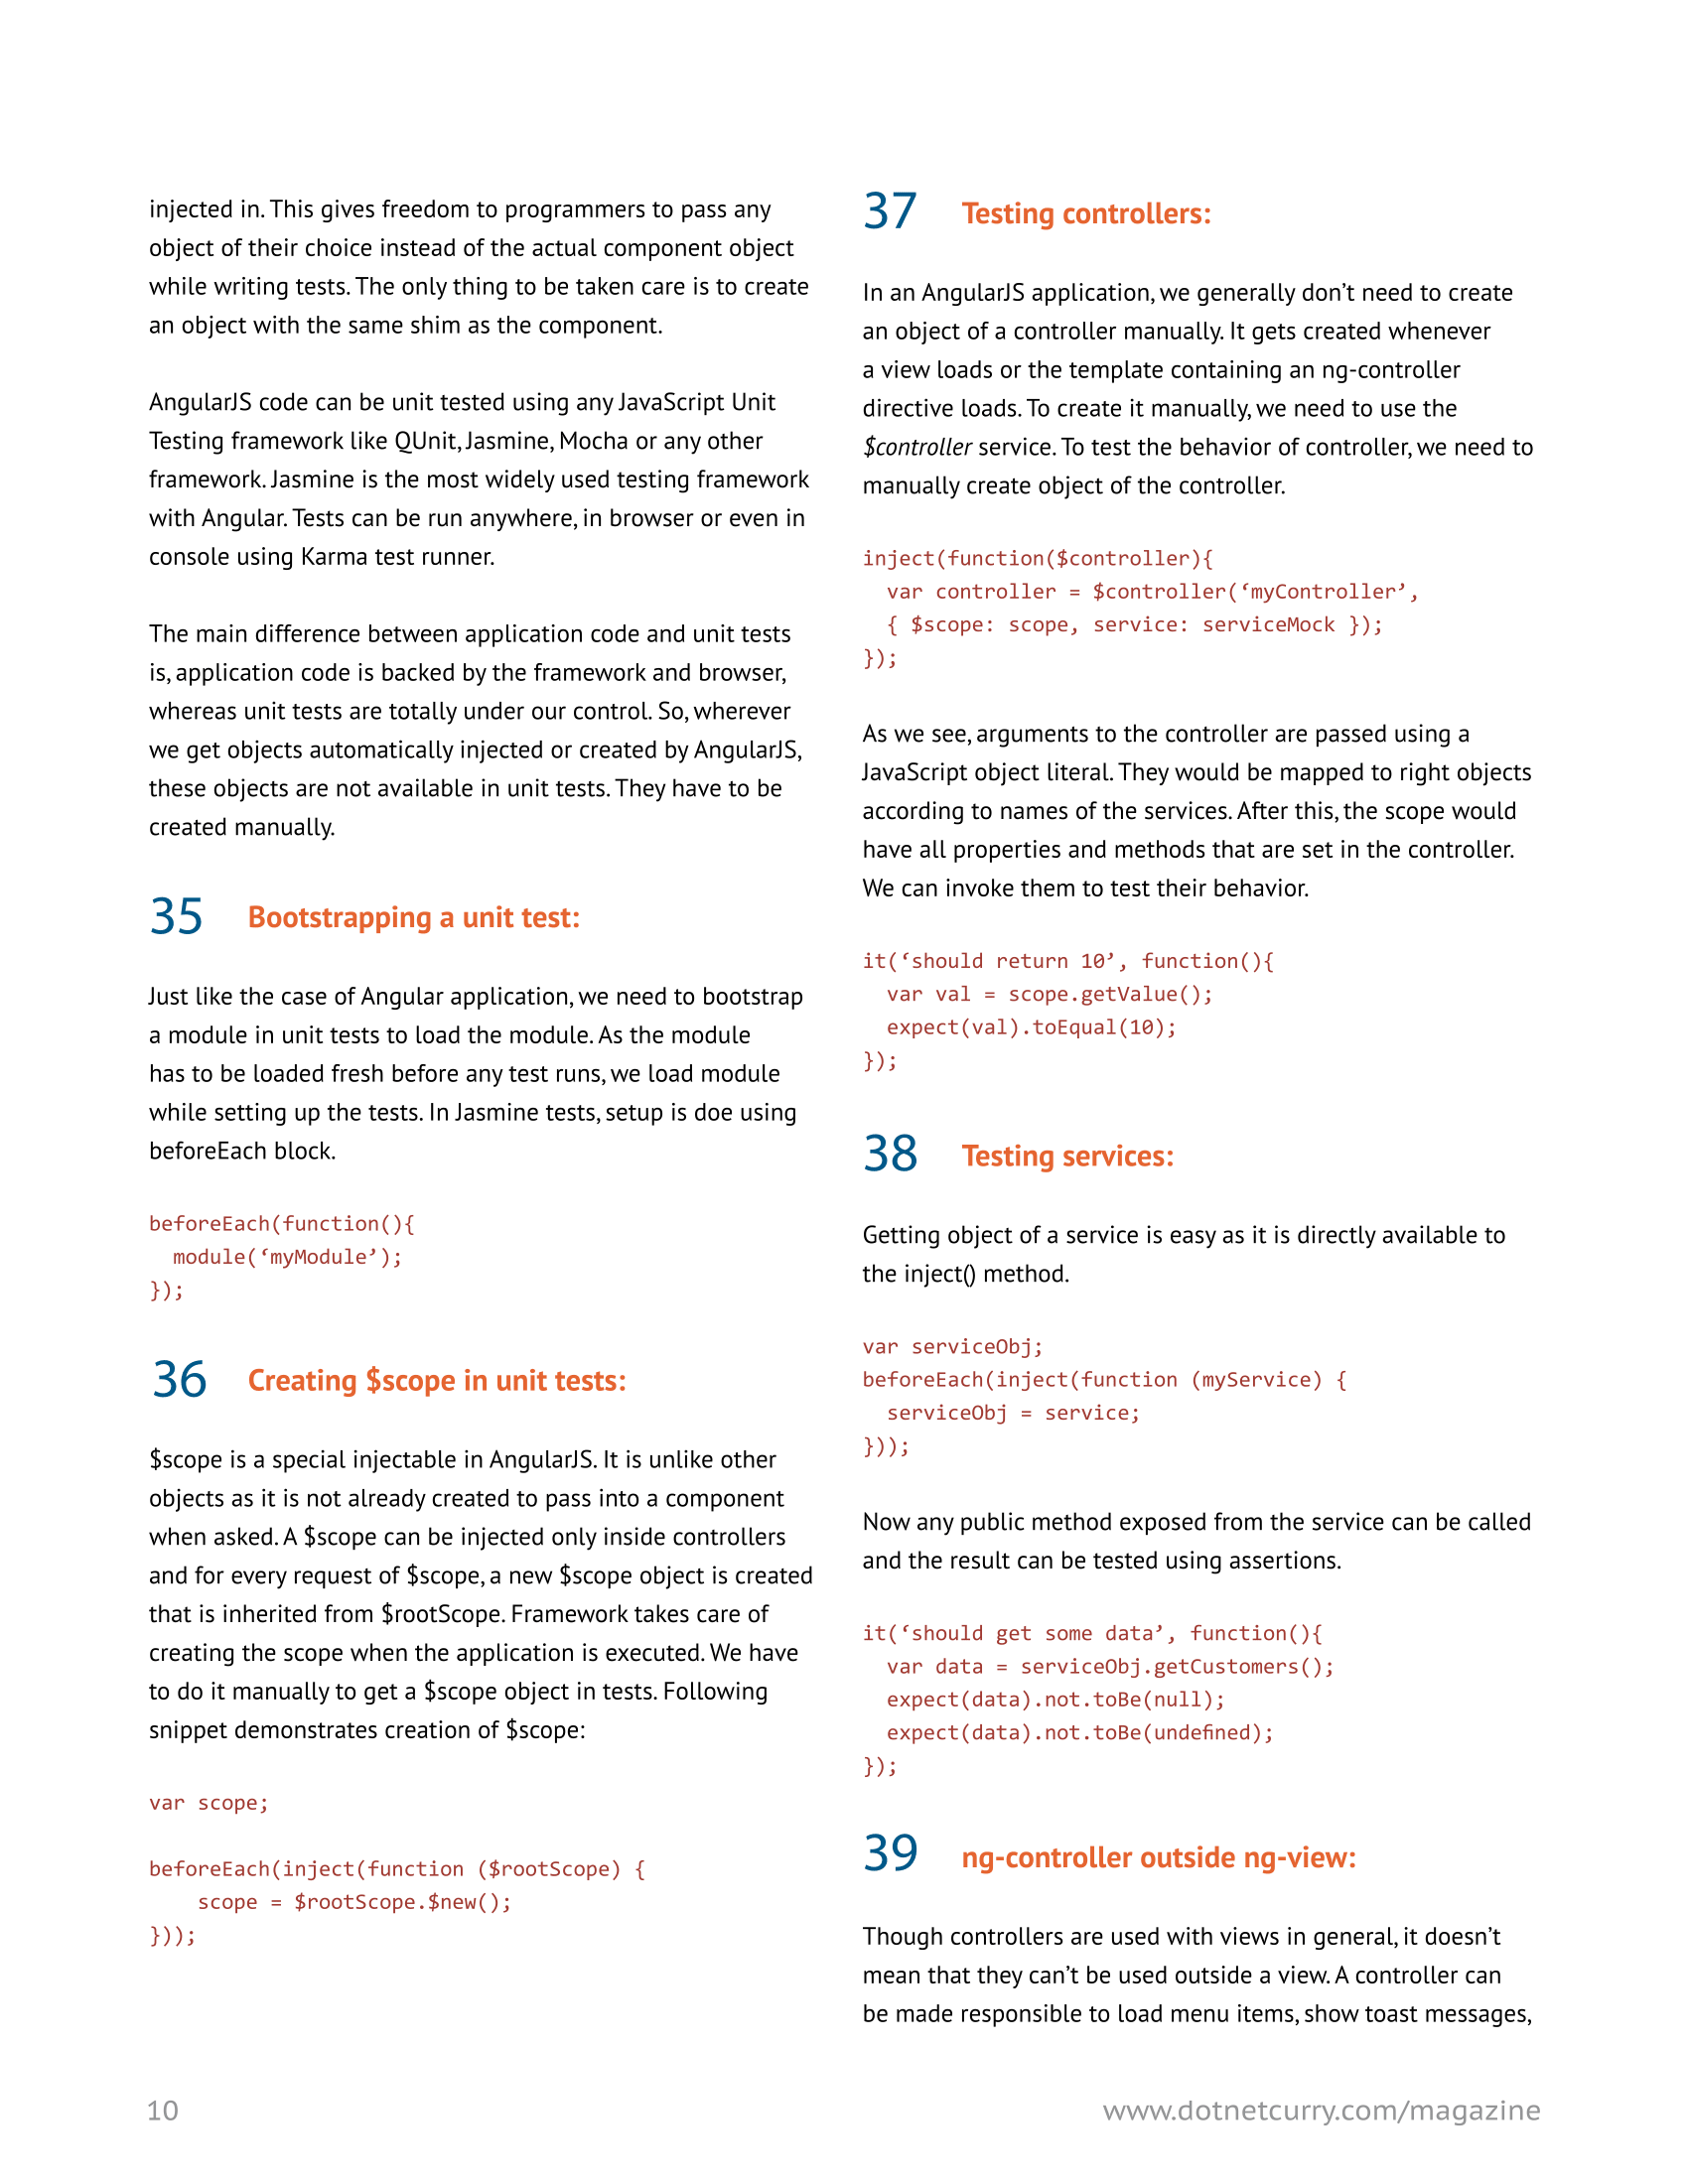 injected in. This gives freedom to programmers to pass any
object of their choice instead of the actual component object
while writing tests. The only thing to be taken care is to create
an object with the same shim as the component.
AngularJS code can be unit tested using any JavaScript Unit
Testing framework like QUnit, Jasmine, Mocha or any other
framework. Jasmine is the most widely used testing framework
with Angular. Tests can be run anywhere, in browser or even in
console using Karma test runner.
The main difference between application code and unit tests
is, application code is backed by the framework and browser,
whereas unit tests are totally under our control. So, wherever
we get objects automatically injected or created by AngularJS,
these objects are not available in unit tests. They have to be
created manually.
35 Bootstrapping a unit test:
Just like the case of Angular application, we need to bootstrap
a module in unit tests to load the module. As the module
has to be loaded fresh before any test runs, we load module
while setting up the tests. In Jasmine tests, setup is doe using
beforeEach block.
beforeEach(function(){
  module(‘myModule’);
});
36 Creating $scope in unit tests:
$scope is a special injectable in AngularJS. It is unlike other
objects as it is not already created to pass into a component
when asked. A $scope can be injected only inside controllers
and for every request of $scope, a new $scope object is created
that is inherited from $rootScope. Framework takes care of
creating the scope when the application is executed. We have
to do it manually to get a $scope object in tests. Following
snippet demonstrates creation of $scope:
var scope;
beforeEach(inject(function ($rootScope) {
    scope = $rootScope.$new();
}));
37 Testing controllers:
In an AngularJS application, we generally don’t need to create
an object of a controller manually. It gets created whenever
a view loads or the template containing an ng-controller
directive loads. To create it manually, we need to use the
$controller service. To test the behavior of controller, we need to
manually create object of the controller.
inject(function($controller){
  var controller = $controller(‘myController’,
  { $scope: scope, service: serviceMock });
});
As we see, arguments to the controller are passed using a
JavaScript object literal. They would be mapped to right objects
according to names of the services. After this, the scope would
have all properties and methods that are set in the controller.
We can invoke them to test their behavior.
it(‘should return 10’, function(){
  var val = scope.getValue();
  expect(val).toEqual(10);
});
38 Testing services:
Getting object of a service is easy as it is directly available to
the inject() method.
var serviceObj;
beforeEach(inject(function (myService) {
  serviceObj = service;
}));
Now any public method exposed from the service can be called
and the result can be tested using assertions.
it(‘should get some data’, function(){
  var data = serviceObj.getCustomers();
  expect(data).not.toBe(null);
  expect(data).not.toBe(undefined);
});
39 ng-controller outside ng-view:
Though controllers are used with views in general, it doesn’t
mean that they can’t be used outside a view. A controller can
be made responsible to load menu items, show toast messages,
10
www.dotnetcurry.com/magazine